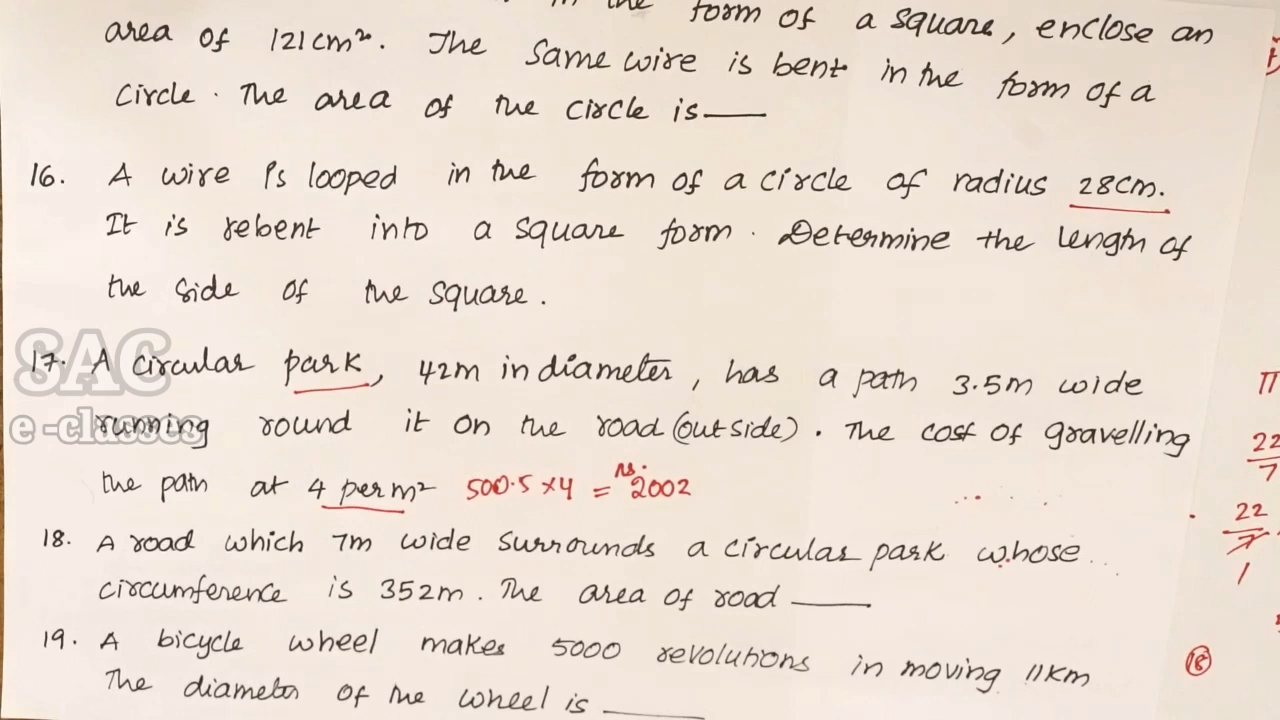 in the form of a square, enclose an
area of 121cm². The same wire is bent in the form of a
circle. The area of the circle is ___
16. A wire is looped in the form of a circle of radius 28cm.
It is rebent into a square form. Determine the length of
the side of the square.
17. A circular park, 42m in diameter, has a path 3.5m wide
running round it on the road (outside). The cost of gravelling
the path at 4 per m² 500.5 x 4 = rs. 2002
18. A road which 7m wide surrounds a circular park whose
circumference is 352m. The area of road ___
19. A bicycle wheel makes 5000 revolutions in moving 11km
The diameter of the wheel is ___
SAC
e-classes
π
22
7
22
7
1
18